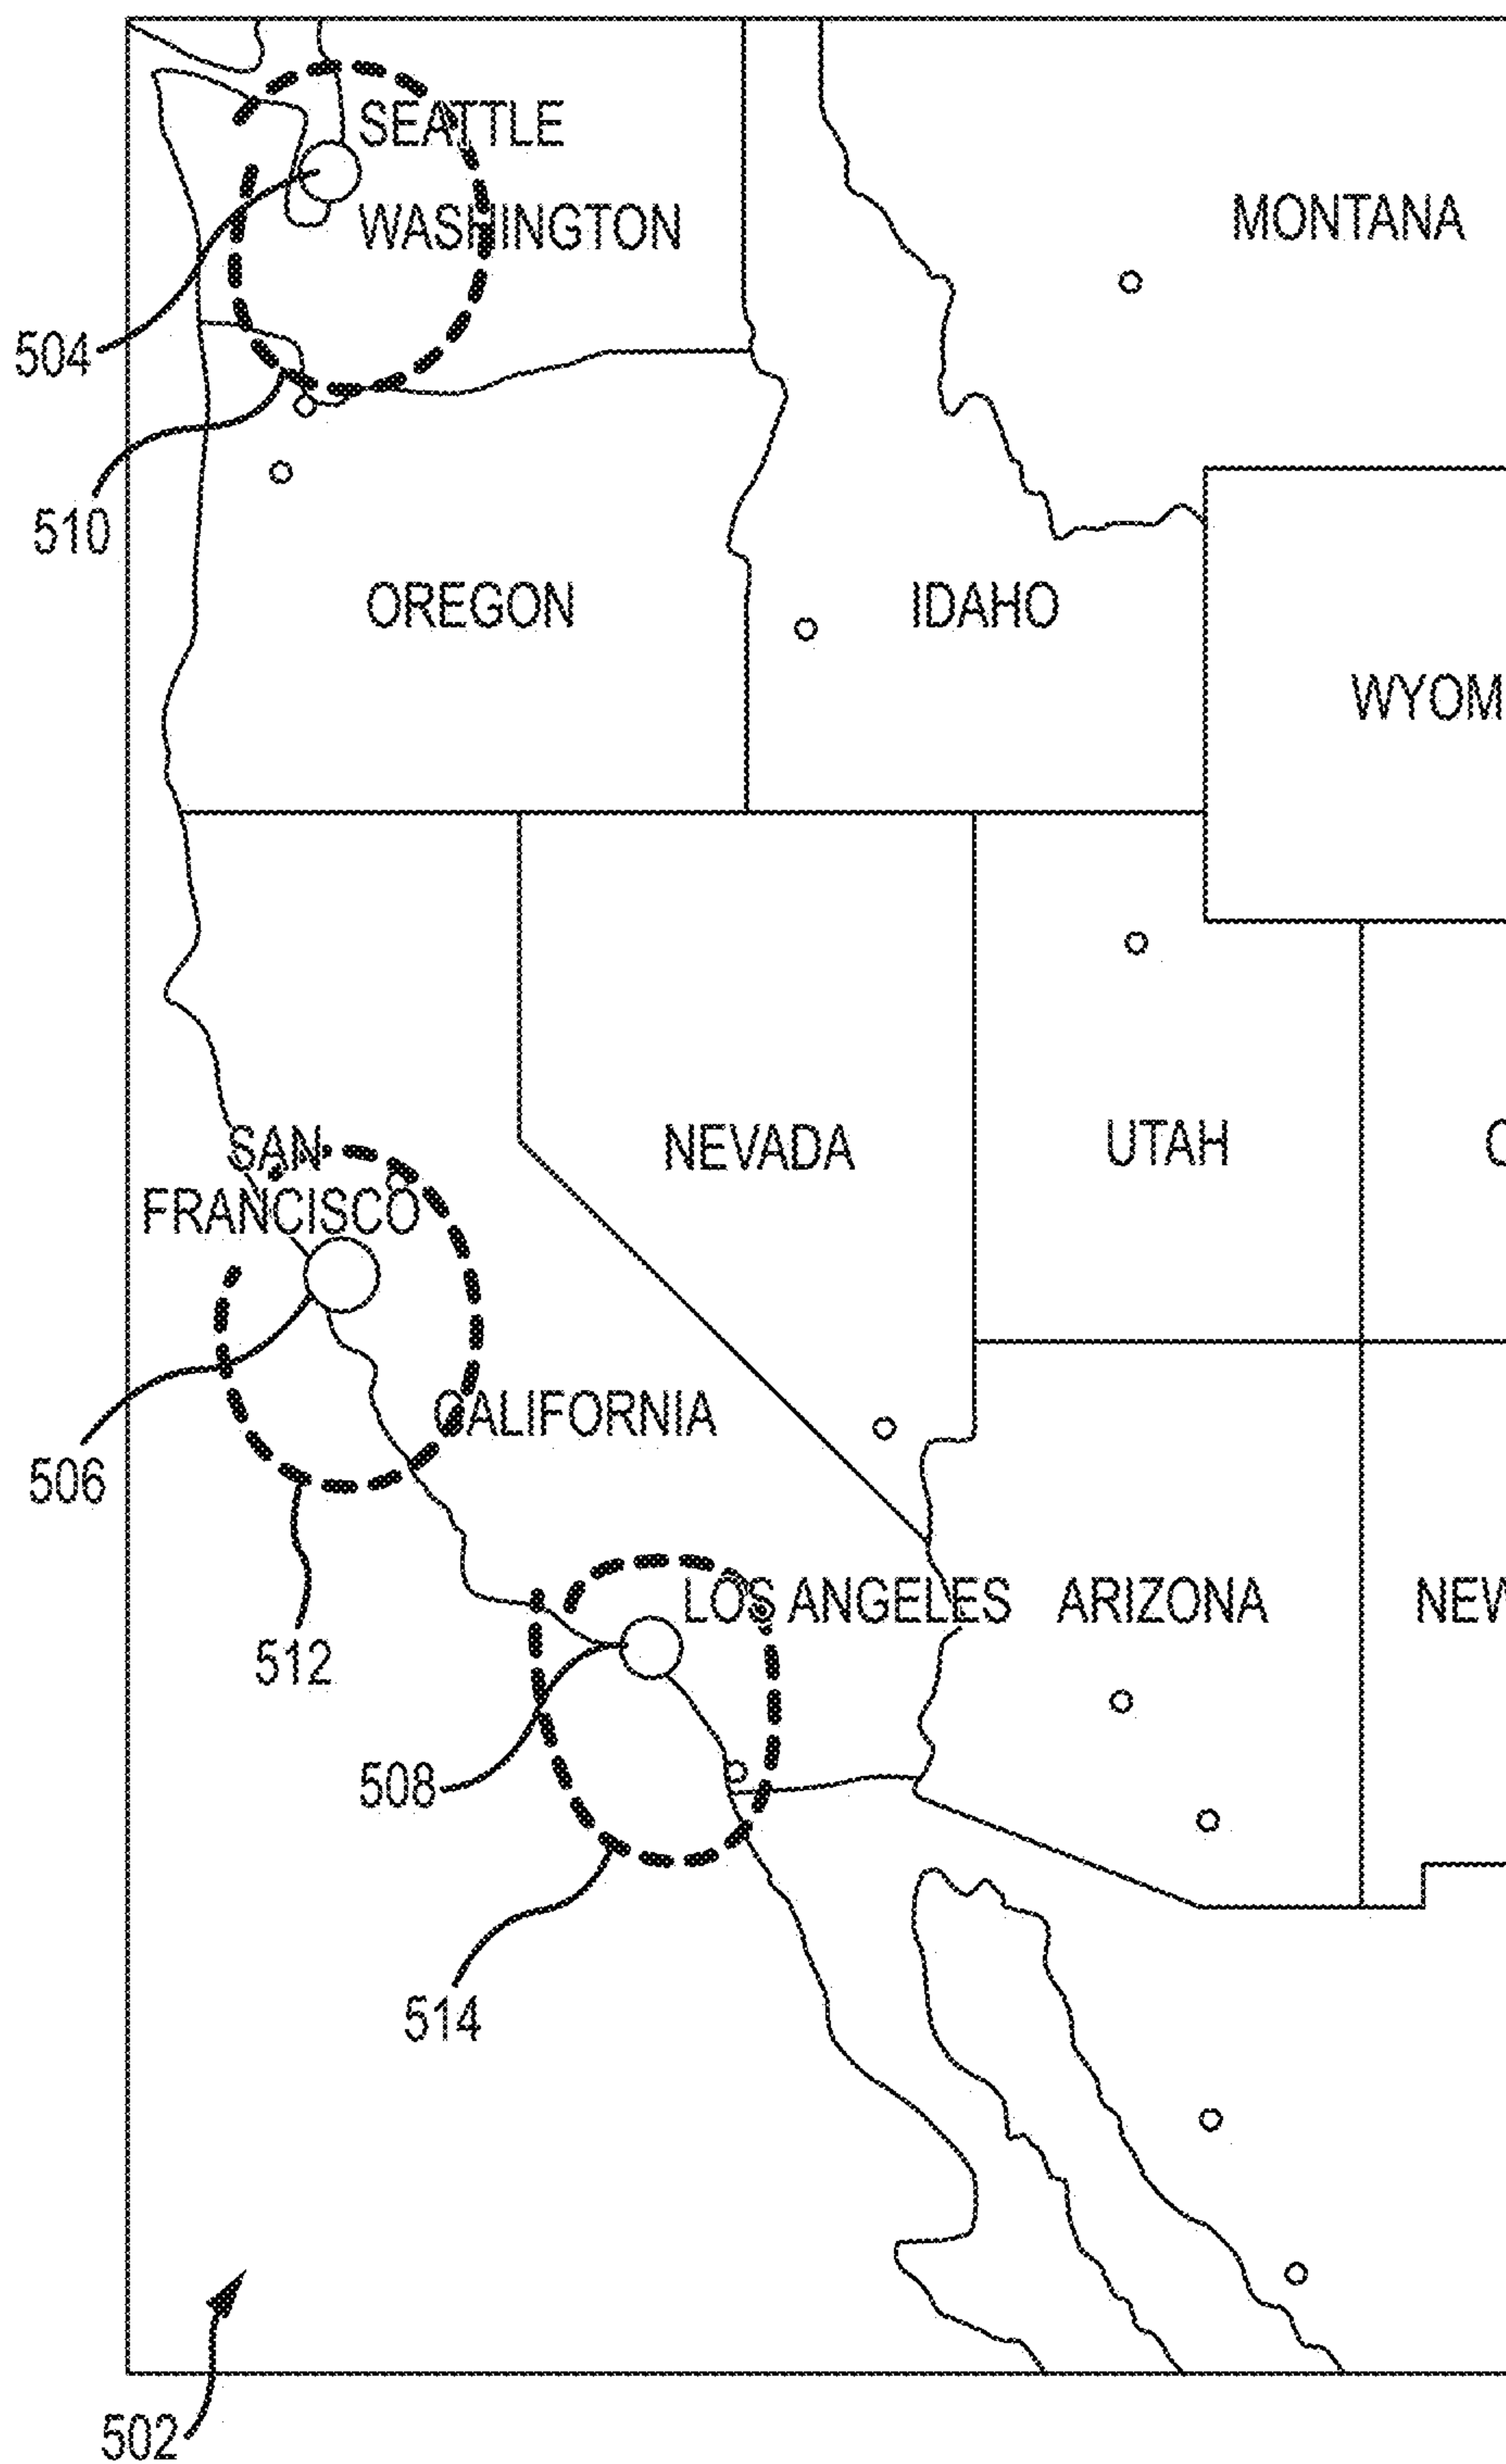 SEATTLE
WASHINGTON
MONTANA
504
510
OREGON
IDAHO
WYOM
SAN
FRANCISCO
NEVADA
UTAH
C
CALIFORNIA
506
LOS ANGELES
ARIZONA
NEW
512
508
514
502